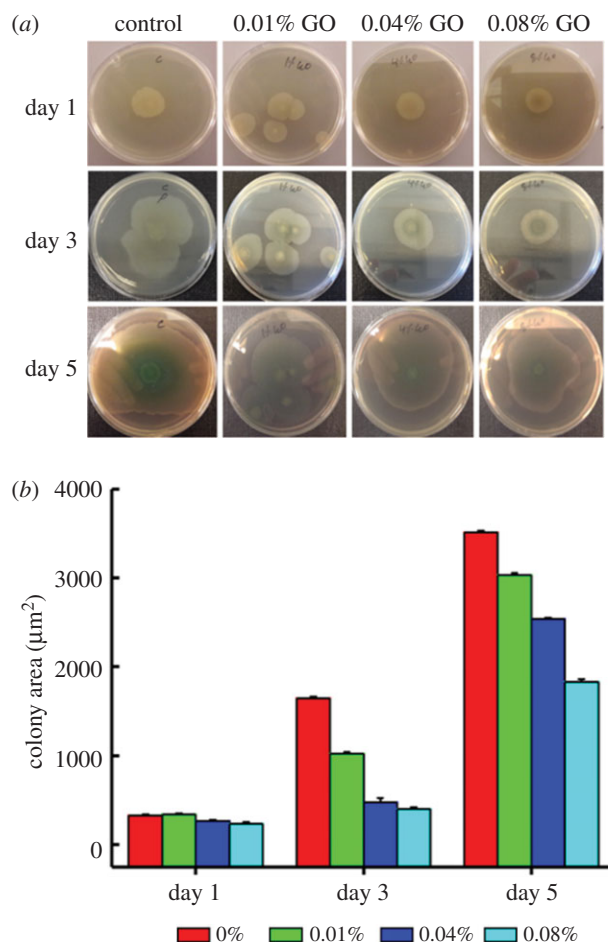 (a) control 0.01% GO 0.04% GO 0.08% GO
day 1
C
day 3
day 5
C
(b) 4000
3000
2000
1000
0
colony area (μm²)
day 1 day 3 day 5
0% 0.01% 0.04% 0.08%